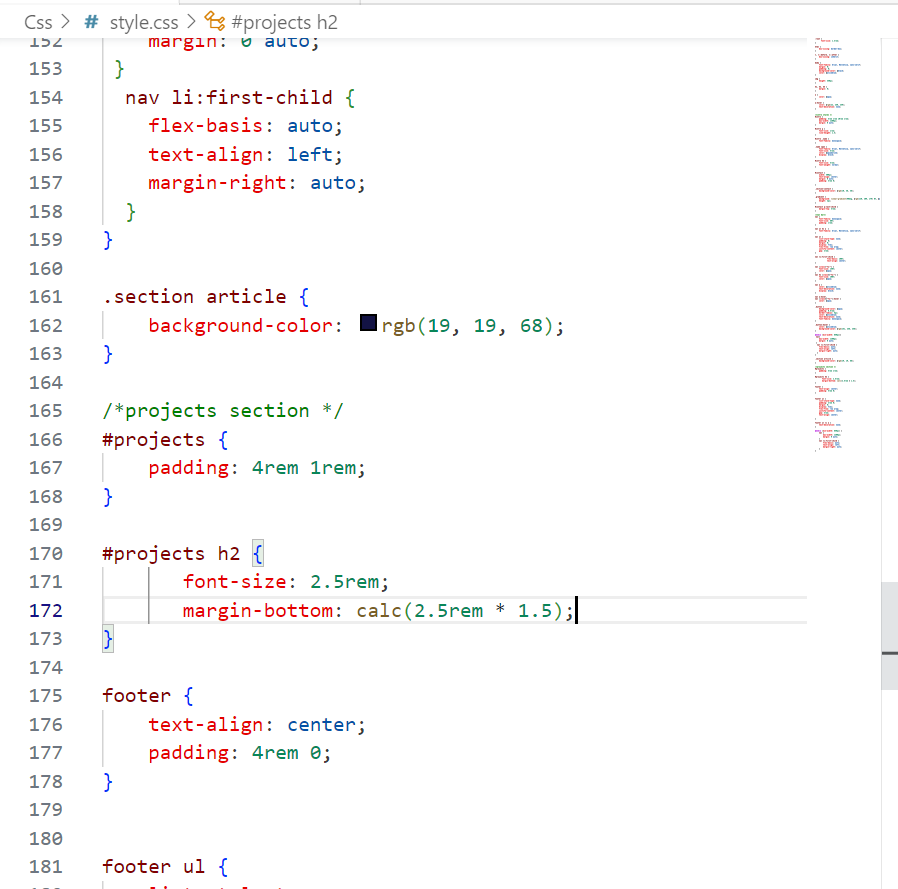 Css > # style.css > #projects h2
152 margin: 0 auto;
153 }
154 nav li:first-child {
155 flex-basis: auto;
156 text-align: left;
157 margin-right: auto;
158 }
159 }
160
161 .section article {
162 background-color: rgb(19, 19, 68);
163 }
164
165 /*projects section */
166 #projects {
167 padding: 4rem 1rem;
168 }
169
170 #projects h2 {
171 font-size: 2.5rem;
172 margin-bottom: calc(2.5rem * 1.5);
173 }
174
175 footer {
176 text-align: center;
177 padding: 4rem 0;
178 }
179
180
181 footer ul {